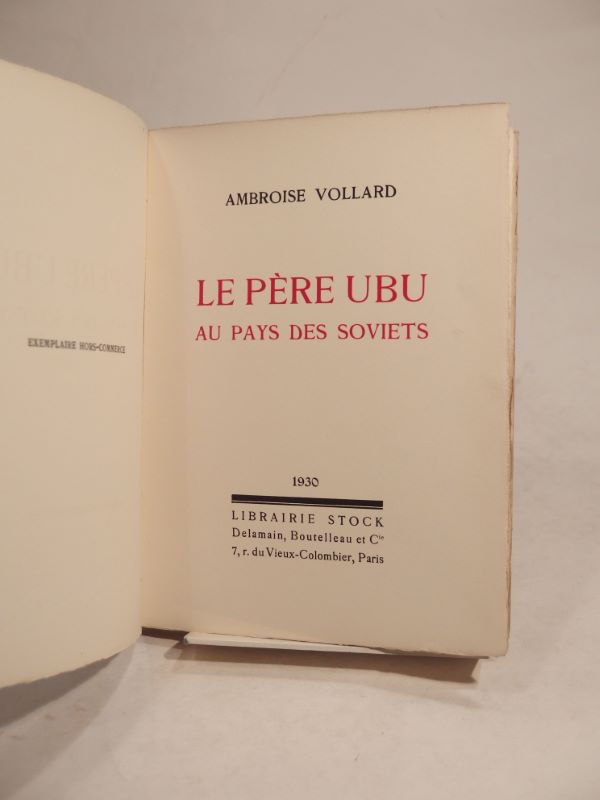 EXEMPLAIRE HORS-COMMERCE
AMBROISE VOLLARD
LE PÈRE UBU
AU PAYS DES SOVIETS
1930
LIBRAIRIE STOCK
Delamain, Boutelleau et Cie
7, r. du Vieux-Colombier, Paris